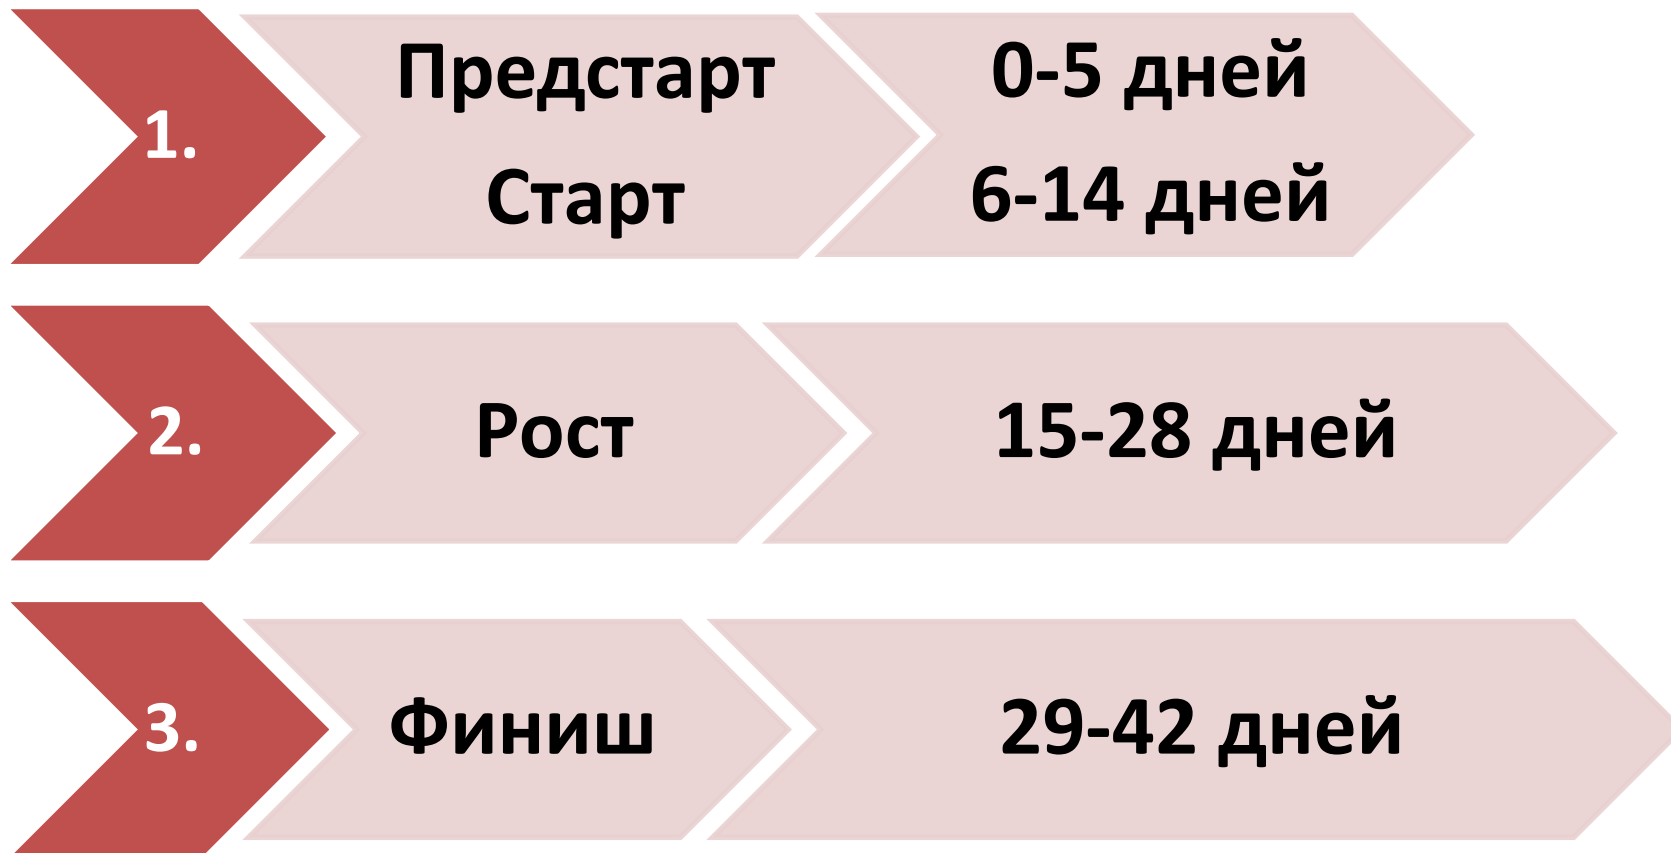 1.
Предстарт
Старт
0-5 дней
6-14 дней
2.
Рост
15-28 дней
3.
Финиш
29-42 дней